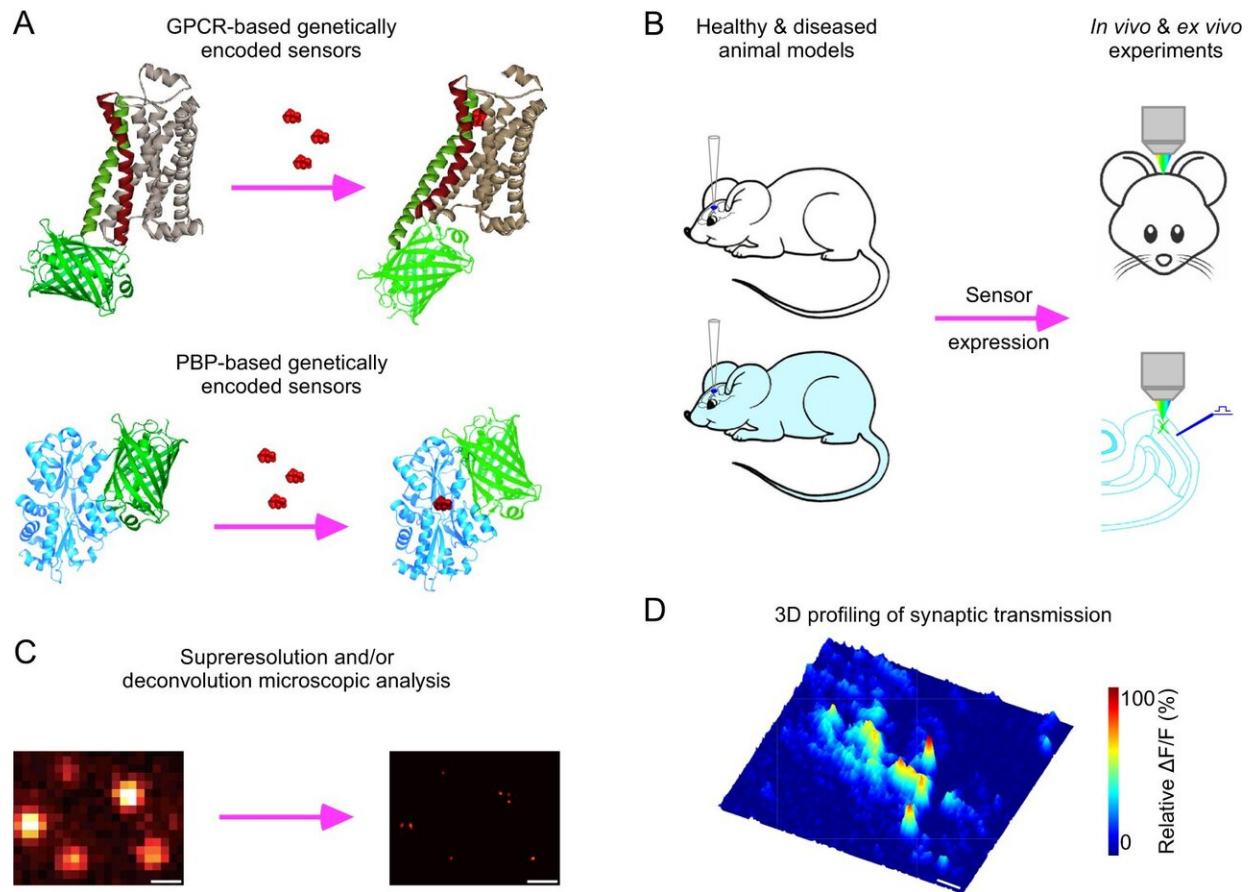 A
GPCR-based genetically
encoded sensors
PBP-based genetically
encoded sensors
B
Healthy & diseased
animal models
In vivo & ex vivo
experiments
Sensor
expression
C
Supreresolution and/or
deconvolution microscopic analysis
D
3D profiling of synaptic transmission
100
0
Relative ΔF/F (%)